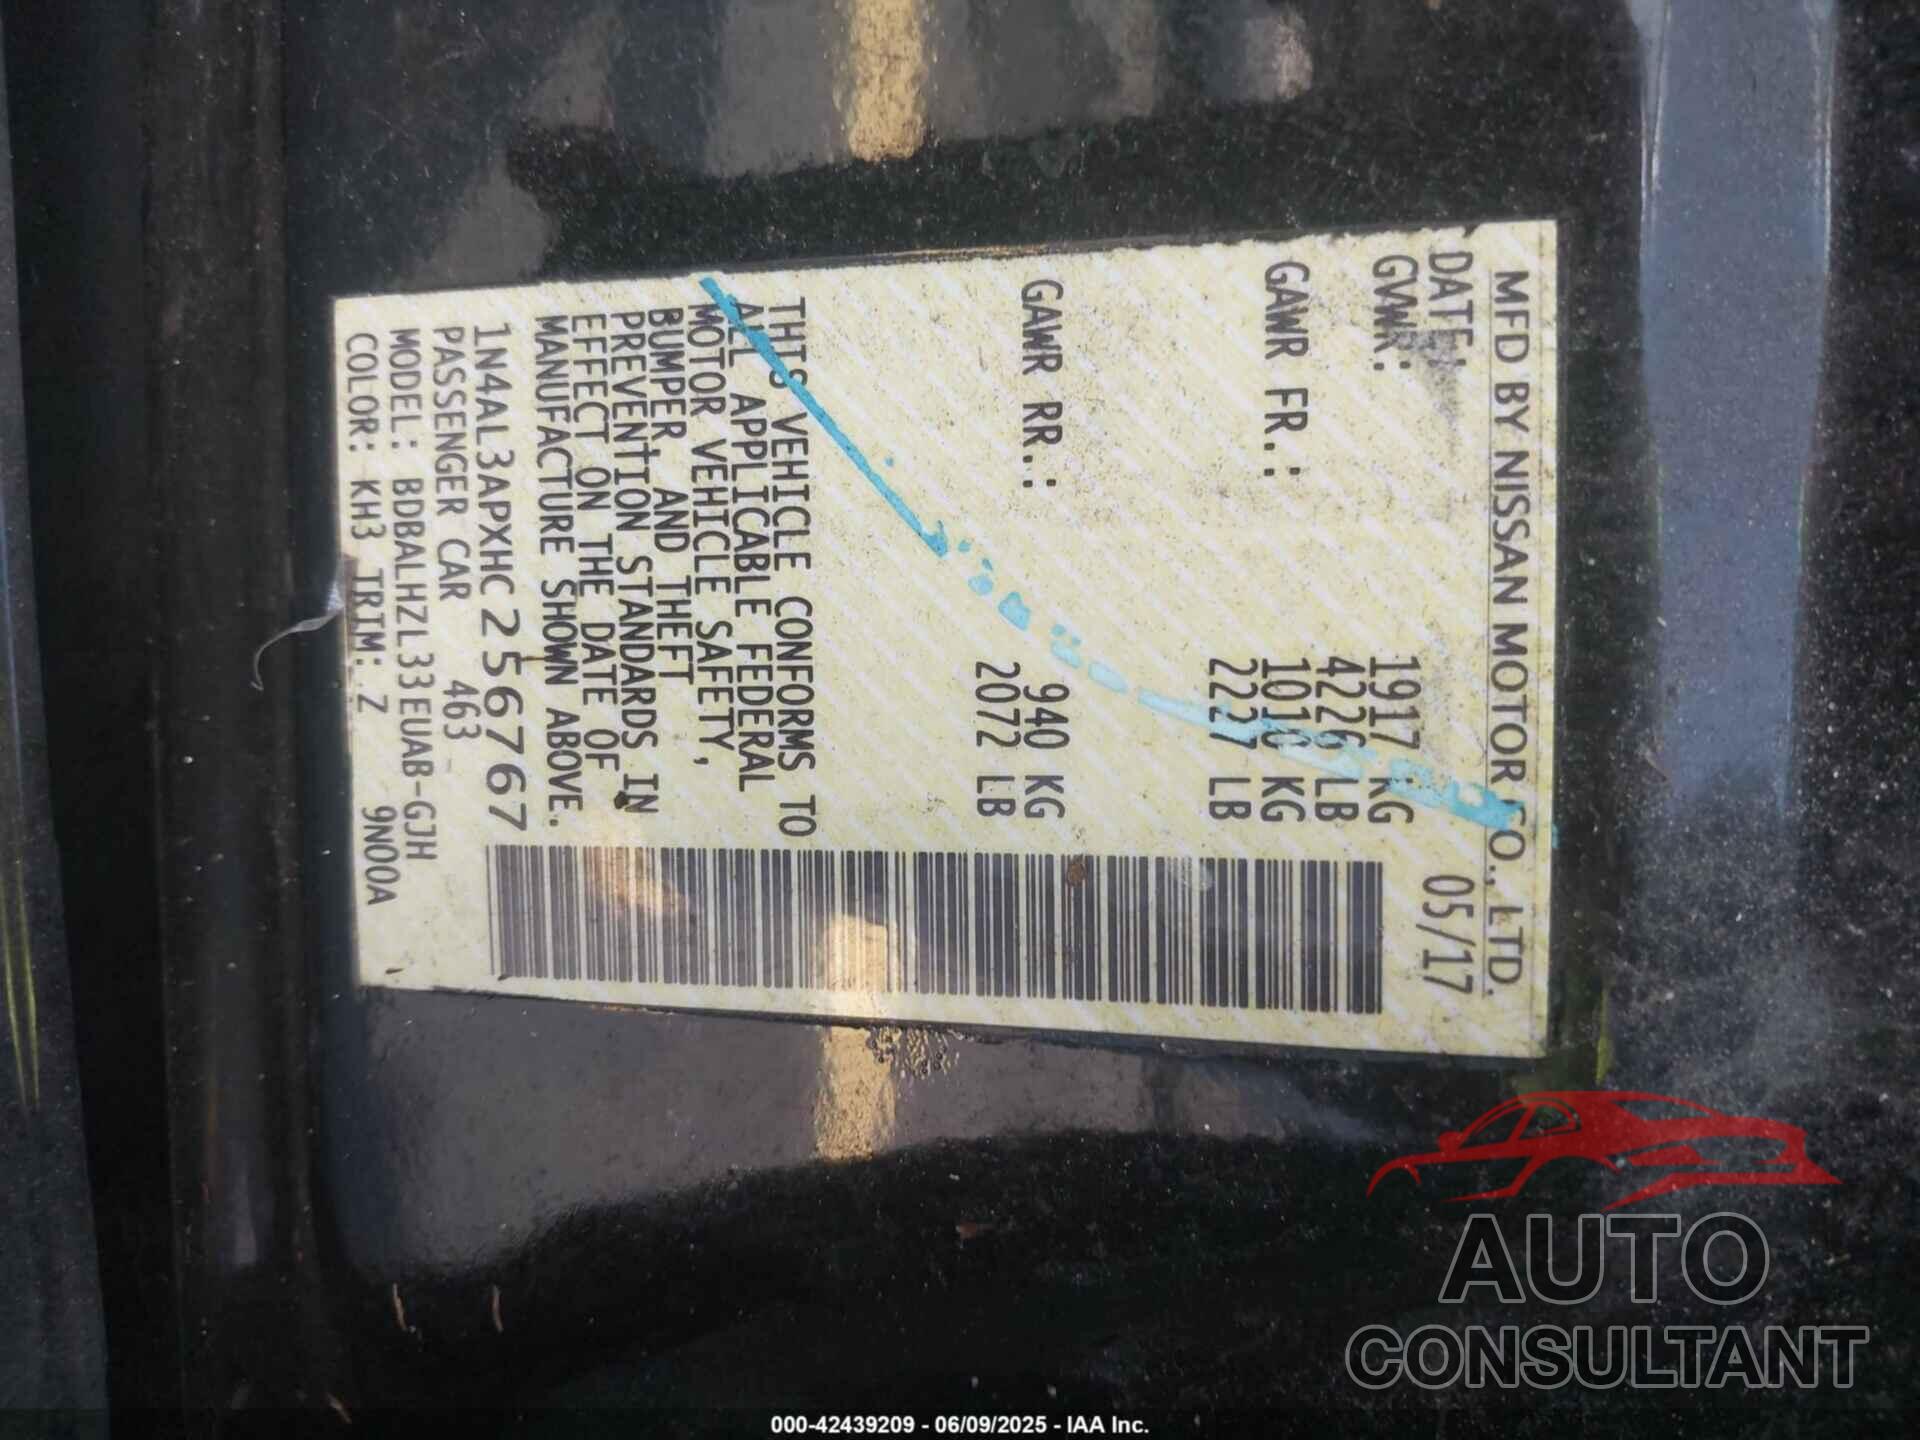 MFD BY NISSAN MOTOR CO., LTD.
DATE: 05/17
GVWR: 1917 KG
4226 LB
GAWR FR.: 1010 KG
2227 LB
GAWR RR.: 940 KG
2072 LB
THIS VEHICLE CONFORMS TO
ALL APPLICABLE FEDERAL
MOTOR VEHICLE SAFETY,
BUMPER, AND THEFT
PREVENTION STANDARDS IN
EFFECT ON THE DATE OF
MANUFACTURE SHOWN ABOVE.
1N4AL3APXHC256767
PASSENGER CAR 463
MODEL: BDBALHZL33EUAB-GJH
COLOR: KH3 TRIM: Z 9N00A
AUTO
CONSULTANT
000-42439209 - 06/09/2025 - IAA Inc.